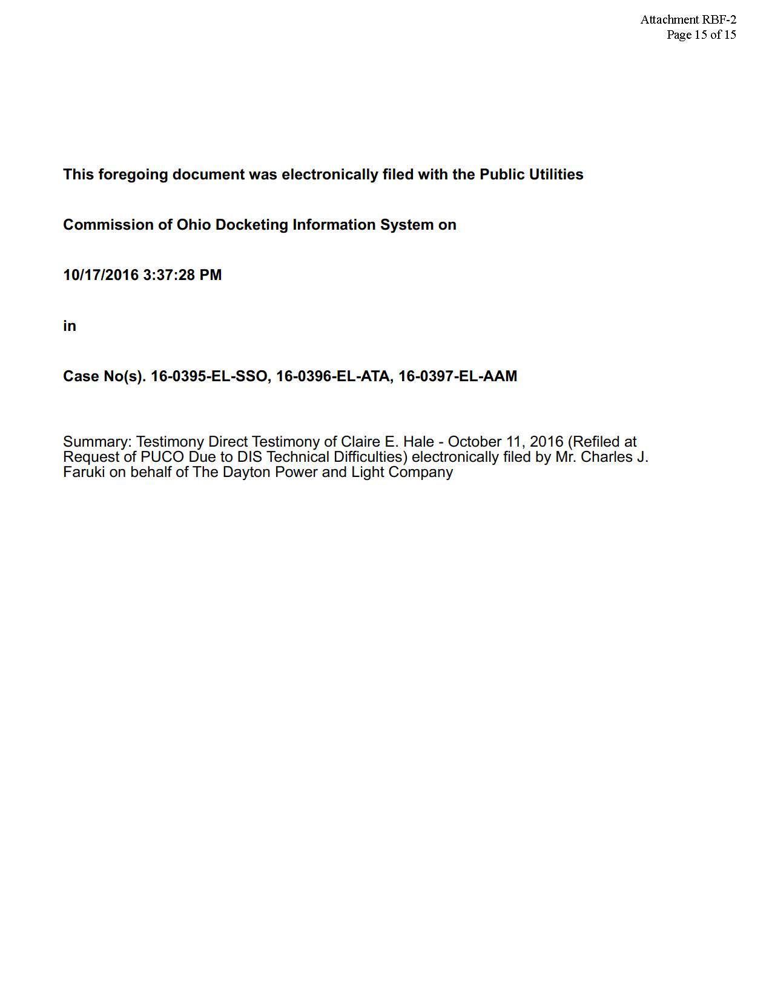 Attachment RBF-2
Page 15 of 15
This foregoing document was electronically filed with the Public Utilities
Commission of Ohio Docketing Information System on
10/17/2016 3:37:28 PM
in
Case No(s). 16-0395-EL-SSO, 16-0396-EL-ATA, 16-0397-EL-AAM
Summary: Testimony Direct Testimony of Claire E. Hale - October 11, 2016 (Refiled at
Request of PUCO Due to DIS Technical Difficulties) electronically filed by Mr. Charles J.
Faruki on behalf of The Dayton Power and Light Company